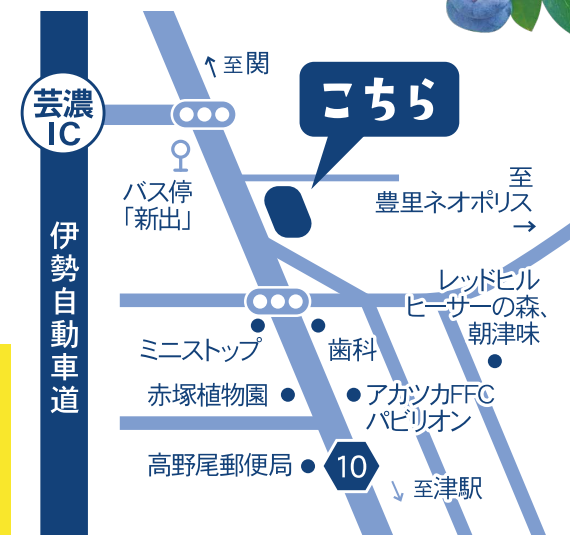 至関
芸濃
IC
こちら
バス停
「新出」
至
豊里ネオポリス
伊勢自動車道
レッドヒル
ヒーサーの森、
朝津味
ミニストップ
歯科
赤塚植物園
アカツカFFC
パビリオン
高野尾郵便局
10
至津駅